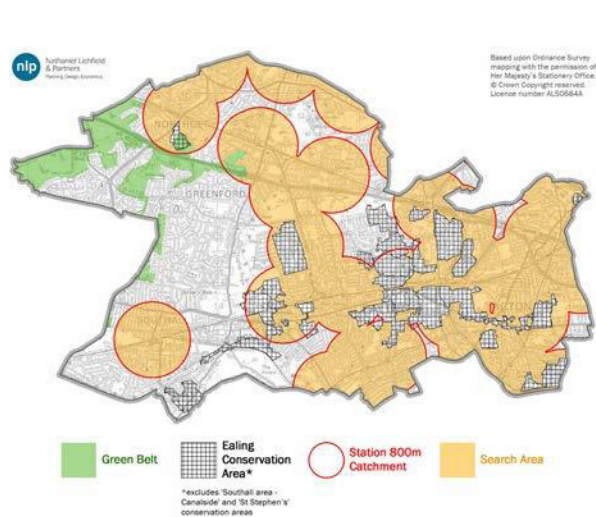 nlp
Nathaniel Lichfield
& Partners
Planning. Design. Economics.
Based upon Ordnance Survey
mapping with the permission of
Her Majesty's Stationery Office.
© Crown Copyright reserved.
Licence number AL50684A
GREENFORD
Green Belt
Ealing
Conservation
Area*
Station 800m
Catchment
Search Area
*excludes 'Southall area -
Canalside' and 'St Stephen's'
conservation areas